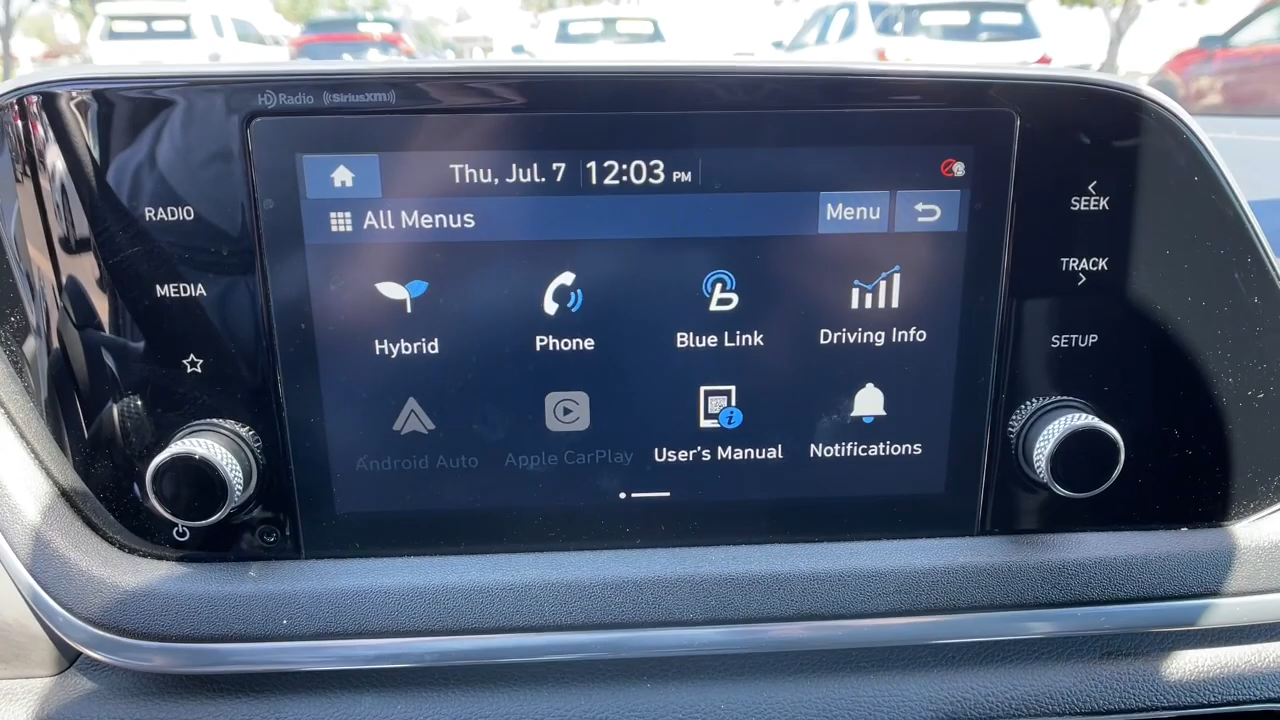 HD Radio ((SiriusXM))
Thu, Jul. 7 12:03 PM
All Menus Menu
RADIO
MEDIA
Hybrid Phone Blue Link Driving Info
Android Auto Apple CarPlay User's Manual Notifications
SEEK
TRACK
SETUP